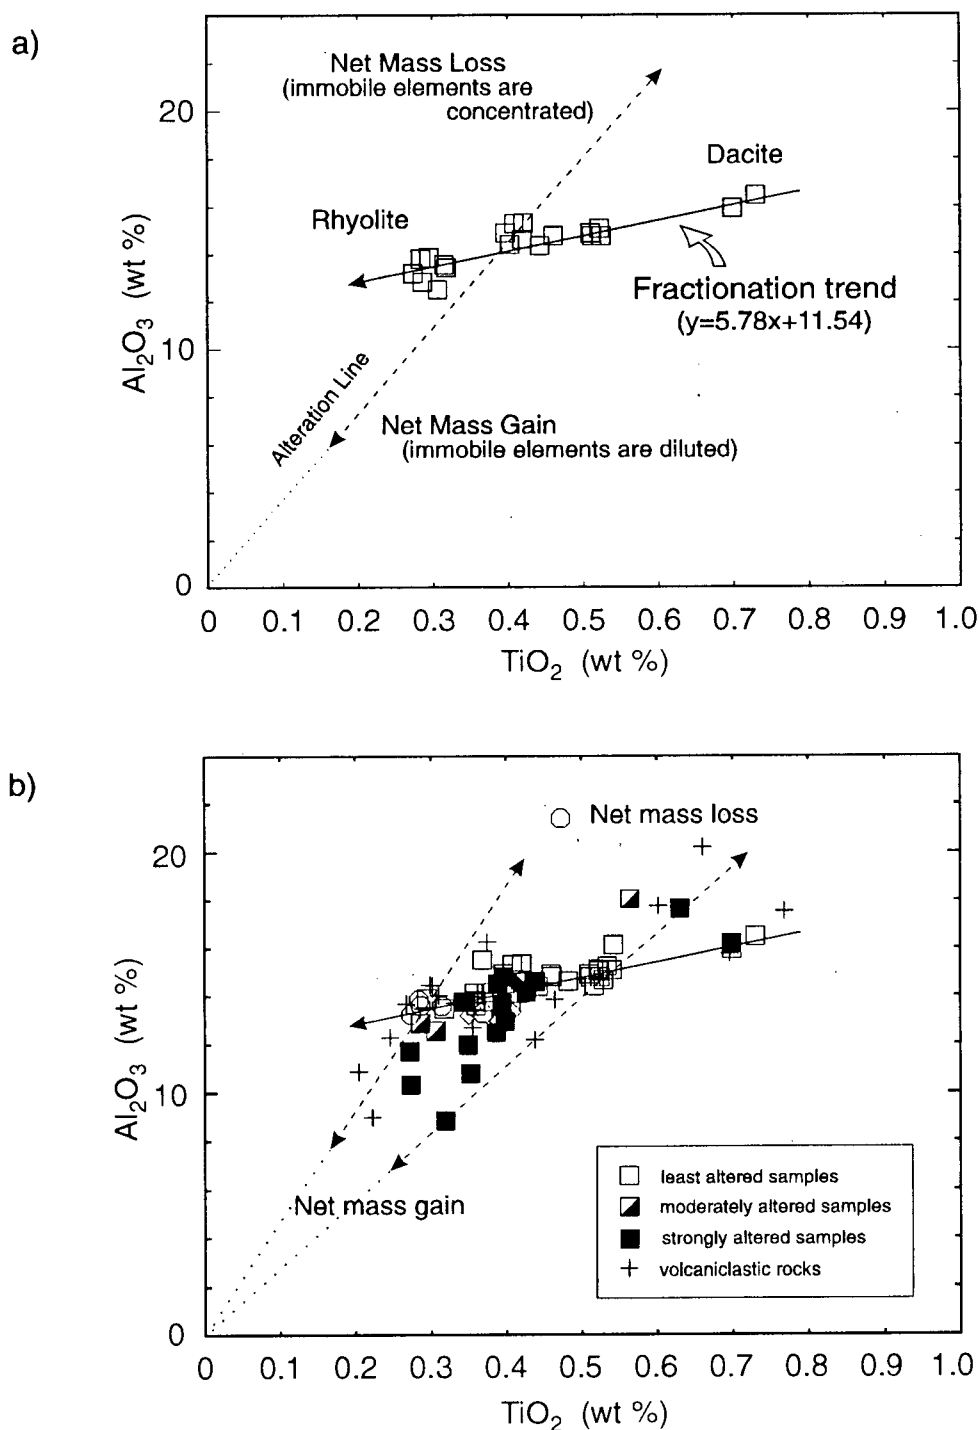 a)
Net Mass Loss
(immobile elements are
concentrated)
20
Dacite
Rhyolite
Fractionation trend
(y=5.78x+11.54)
Al₂O₃ (wt %)
10
Alteration Line
Net Mass Gain
(immobile elements are diluted)
0
0 0.1 0.2 0.3 0.4 0.5 0.6 0.7 0.8 0.9 1.0
TiO₂ (wt %)
b)
Net mass loss
20
Al₂O₃ (wt %)
10
Net mass gain
least altered samples
moderately altered samples
strongly altered samples
volcaniclastic rocks
0
0 0.1 0.2 0.3 0.4 0.5 0.6 0.7 0.8 0.9 1.0
TiO₂ (wt %)